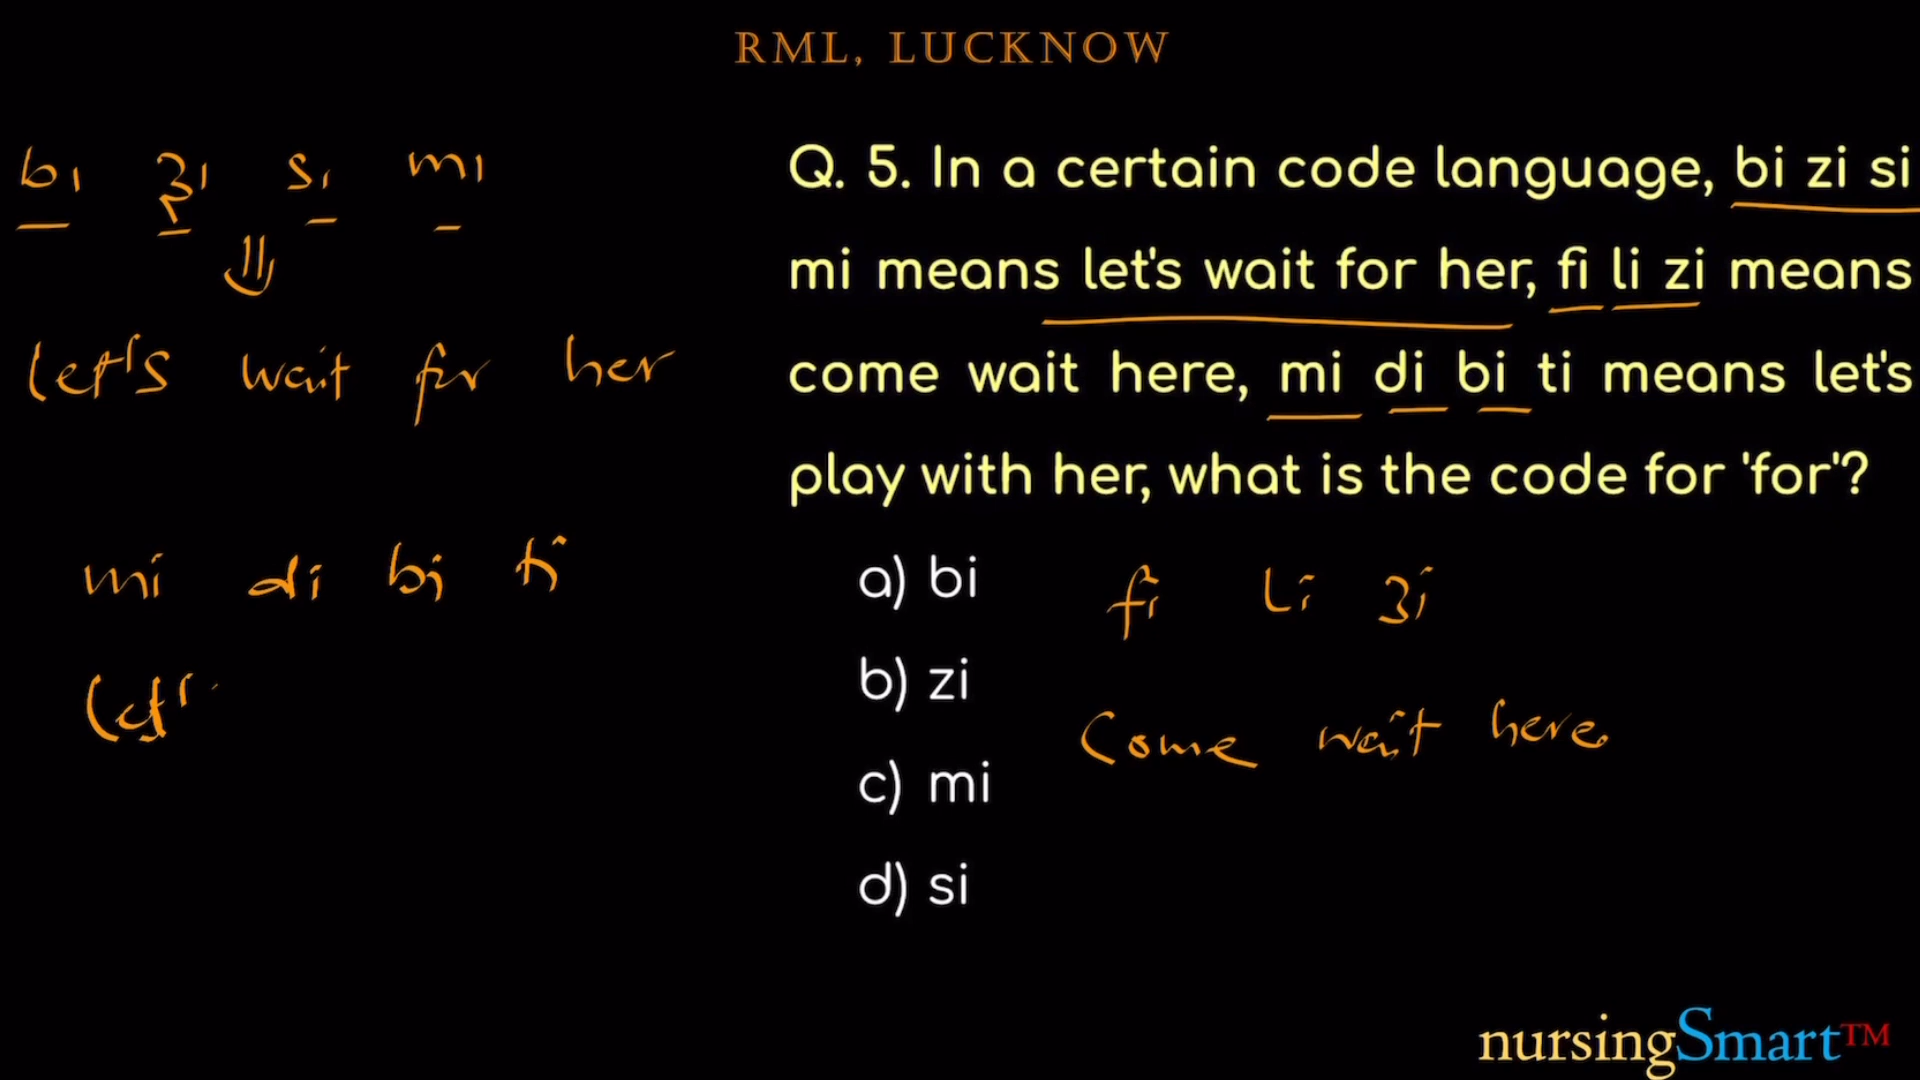 RML, LUCKNOW
Q. 5. In a certain code language, bi zi si
mi means let's wait for her, fi li zi means
come wait here, mi di bi ti means let's
play with her, what is the code for 'for'?
a) bi
b) zi
c) mi
d) si
bi zi si mi
let's wait for her
mi di bi ti
let'
fi Li zi
Come wait here
nursingSmart™